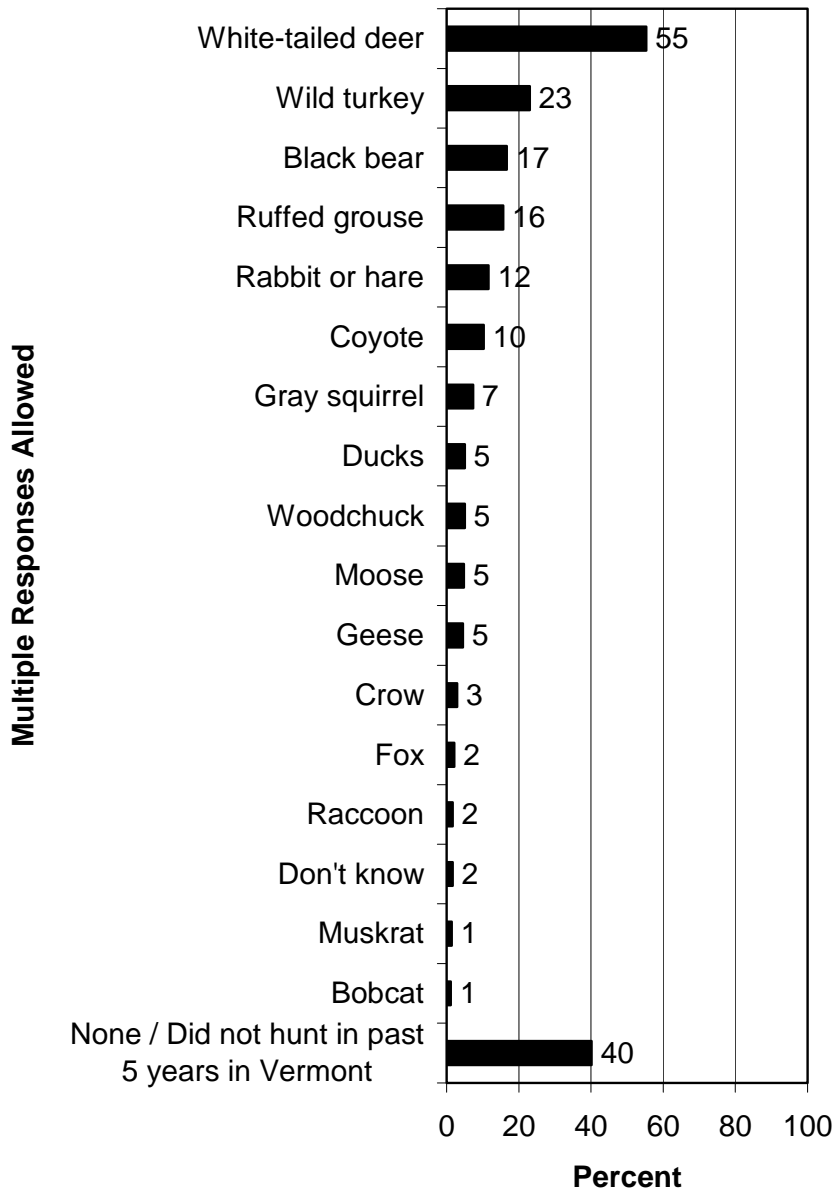 Multiple Responses Allowed
White-tailed deer 55
Wild turkey 23
Black bear 17
Ruffed grouse 16
Rabbit or hare 12
Coyote 10
Gray squirrel 7
Ducks 5
Woodchuck 5
Moose 5
Geese 5
Crow 3
Fox 2
Raccoon 2
Don't know 2
Muskrat 1
Bobcat 1
None / Did not hunt in past
5 years in Vermont 40
0 20 40 60 80 100
Percent